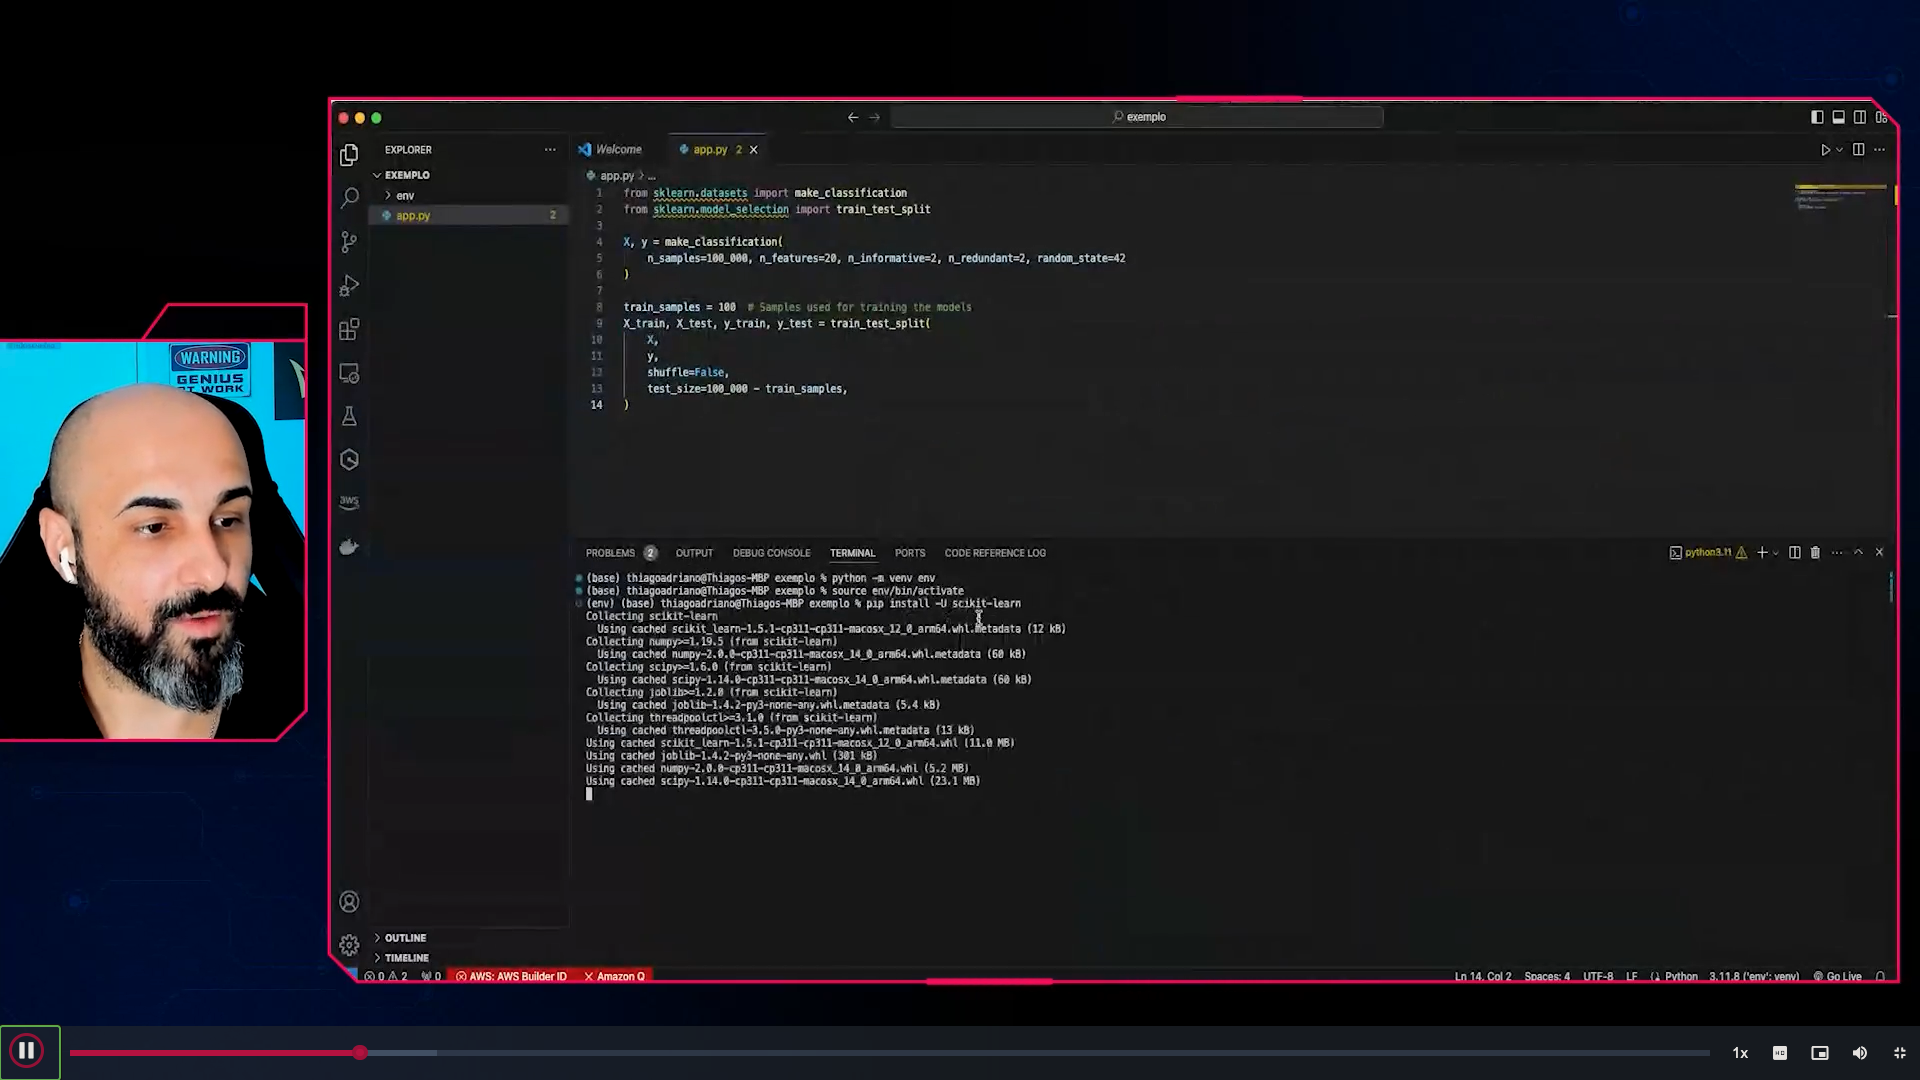 exemplo
EXPLORER
Welcome
app.py 2
EXEMPLO
app.py > ...
env
app.py 2
1 from sklearn.datasets import make_classification
2 from sklearn.model_selection import train_test_split
3
4 X, y = make_classification(
5 n_samples=100_000, n_features=20, n_informative=2, n_redundant=2, random_state=42
6 )
7
8 train_samples = 100 # Samples used for training the models
9 X_train, X_test, y_train, y_test = train_test_split(
10 X,
11 y,
12 shuffle=False,
13 test_size=100_000 - train_samples,
14 )
WARNING
GENIUS
AT WORK
aws
PROBLEMS 2 OUTPUT DEBUG CONSOLE TERMINAL PORTS CODE REFERENCE LOG
python3.11
(base) thiagoadriano@Thiagos-MBP exemplo % python -m venv env
(base) thiagoadriano@Thiagos-MBP exemplo % source env/bin/activate
(env) (base) thiagoadriano@Thiagos-MBP exemplo % pip install -U scikit-learn
Collecting scikit-learn
Using cached scikit_learn-1.5.1-cp311-cp311-macosx_12_0_arm64.whl.metadata (12 kB)
Collecting numpy>=1.19.5 (from scikit-learn)
Using cached numpy-2.0.0-cp311-cp311-macosx_14_0_arm64.whl.metadata (60 kB)
Collecting scipy>=1.6.0 (from scikit-learn)
Using cached scipy-1.14.0-cp311-cp311-macosx_14_0_arm64.whl.metadata (60 kB)
Collecting joblib>=1.2.0 (from scikit-learn)
Using cached joblib-1.4.2-py3-none-any.whl.metadata (5.4 kB)
Collecting threadpoolctl>=3.1.0 (from scikit-learn)
Using cached threadpoolctl-3.5.0-py3-none-any.whl.metadata (13 kB)
Using cached scikit_learn-1.5.1-cp311-cp311-macosx_12_0_arm64.whl (11.0 MB)
Using cached joblib-1.4.2-py3-none-any.whl (301 kB)
Using cached numpy-2.0.0-cp311-cp311-macosx_14_0_arm64.whl (5.2 MB)
Using cached scipy-1.14.0-cp311-cp311-macosx_14_0_arm64.whl (23.1 MB)
OUTLINE
TIMELINE
0 2 0 AWS: AWS Builder ID Amazon Q
Ln 14, Col 2 Spaces: 4 UTF-8 LF Python 3.11.8 ('env': venv) Go Live
1x
HD